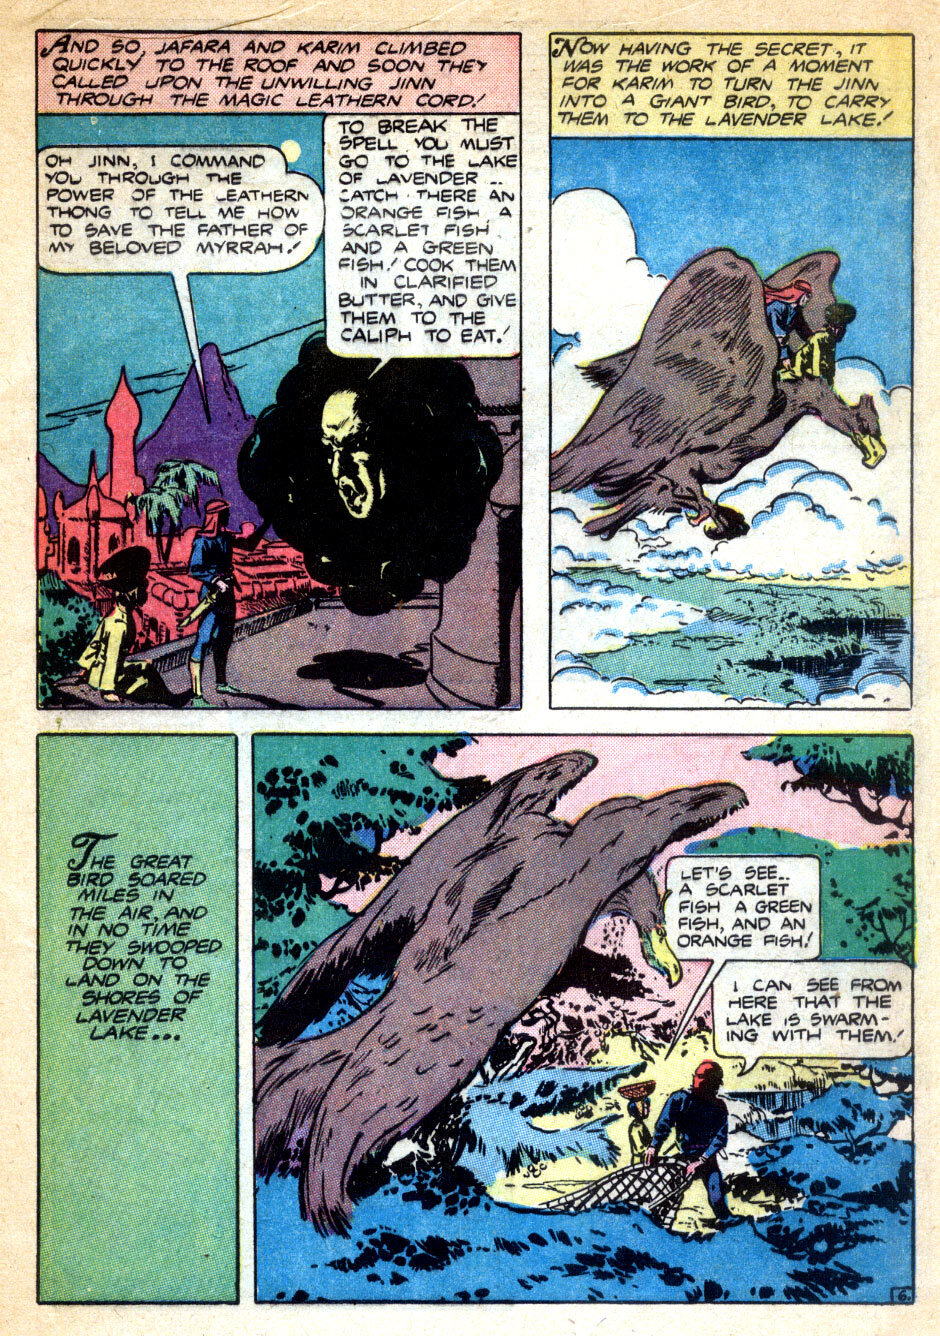 AND SO, JAFARA AND KARIM CLIMBED
QUICKLY TO THE ROOF AND SOON THEY
CALLED UPON THE UNWILLING JINN
THROUGH THE MAGIC LEATHERN CORD!
OH JINN, I COMMAND
YOU THROUGH THE
POWER OF THE LEATHERN
THONG TO TELL ME HOW
TO SAVE THE FATHER OF
MY BELOVED MYRRAH!
TO BREAK THE
SPELL YOU MUST
GO TO THE LAKE
OF LAVENDER ..
CATCH THERE AN
ORANGE FISH, A
SCARLET FISH
AND A GREEN
FISH! COOK THEM
IN CLARIFIED
BUTTER, AND GIVE
THEM TO THE
CALIPH TO EAT!
NOW HAVING THE SECRET, IT
WAS THE WORK OF A MOMENT
FOR KARIM TO TURN THE JINN
INTO A GIANT BIRD, TO CARRY
THEM TO THE LAVENDER LAKE!
THE GREAT
BIRD SOARED
MILES IN
THE AIR, AND
IN NO TIME
THEY SWOOPED
DOWN TO
LAND ON THE
SHORES OF
LAVENDER
LAKE...
LET'S SEE..
A SCARLET
FISH A GREEN
FISH, AND AN
ORANGE FISH!
I CAN SEE FROM
HERE THAT THE
LAKE IS SWARM-
ING WITH THEM!
6